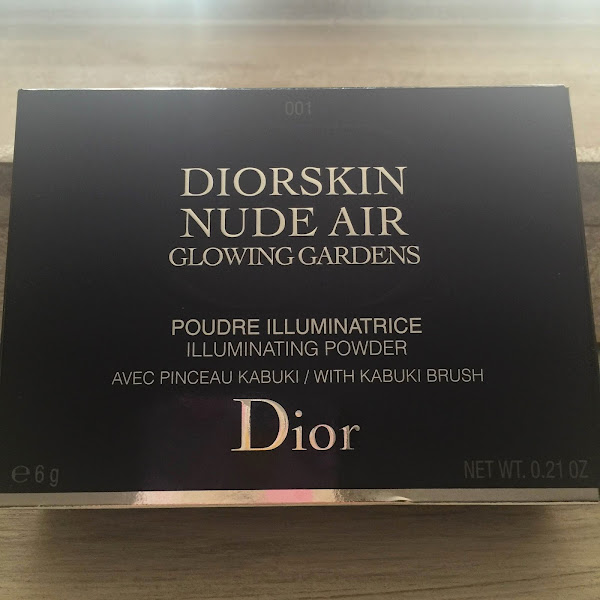 001
DIORSKIN
NUDE AIR
GLOWING GARDENS
POUDRE ILLUMINATRICE
ILLUMINATING POWDER
AVEC PINCEAU KABUKI / WITH KABUKI BRUSH
Dior
℮ 6 g
NET WT. 0.21 OZ